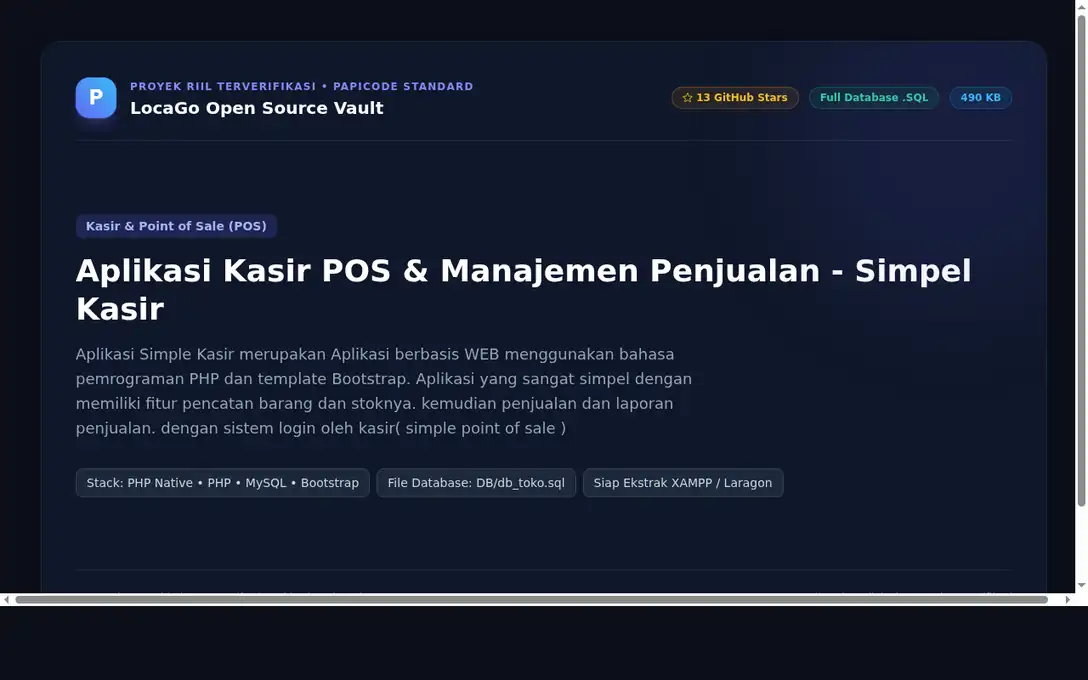 P
PROYEK RIIL TERVERIFIKASI • PAPICODE STANDARD
LocaGo Open Source Vault
☆ 13 GitHub Stars
Full Database .SQL
490 KB
Kasir & Point of Sale (POS)
Aplikasi Kasir POS & Manajemen Penjualan - Simpel
Kasir
Aplikasi Simple Kasir merupakan Aplikasi berbasis WEB menggunakan bahasa
pemrograman PHP dan template Bootstrap. Aplikasi yang sangat simpel dengan
memiliki fitur pencatan barang dan stoknya. kemudian penjualan dan laporan
penjualan. dengan sistem login oleh kasir( simple point of sale )
Stack: PHP Native • PHP • MySQL • Bootstrap
File Database: DB/db_toko.sql
Siap Ekstrak XAMPP / Laragon